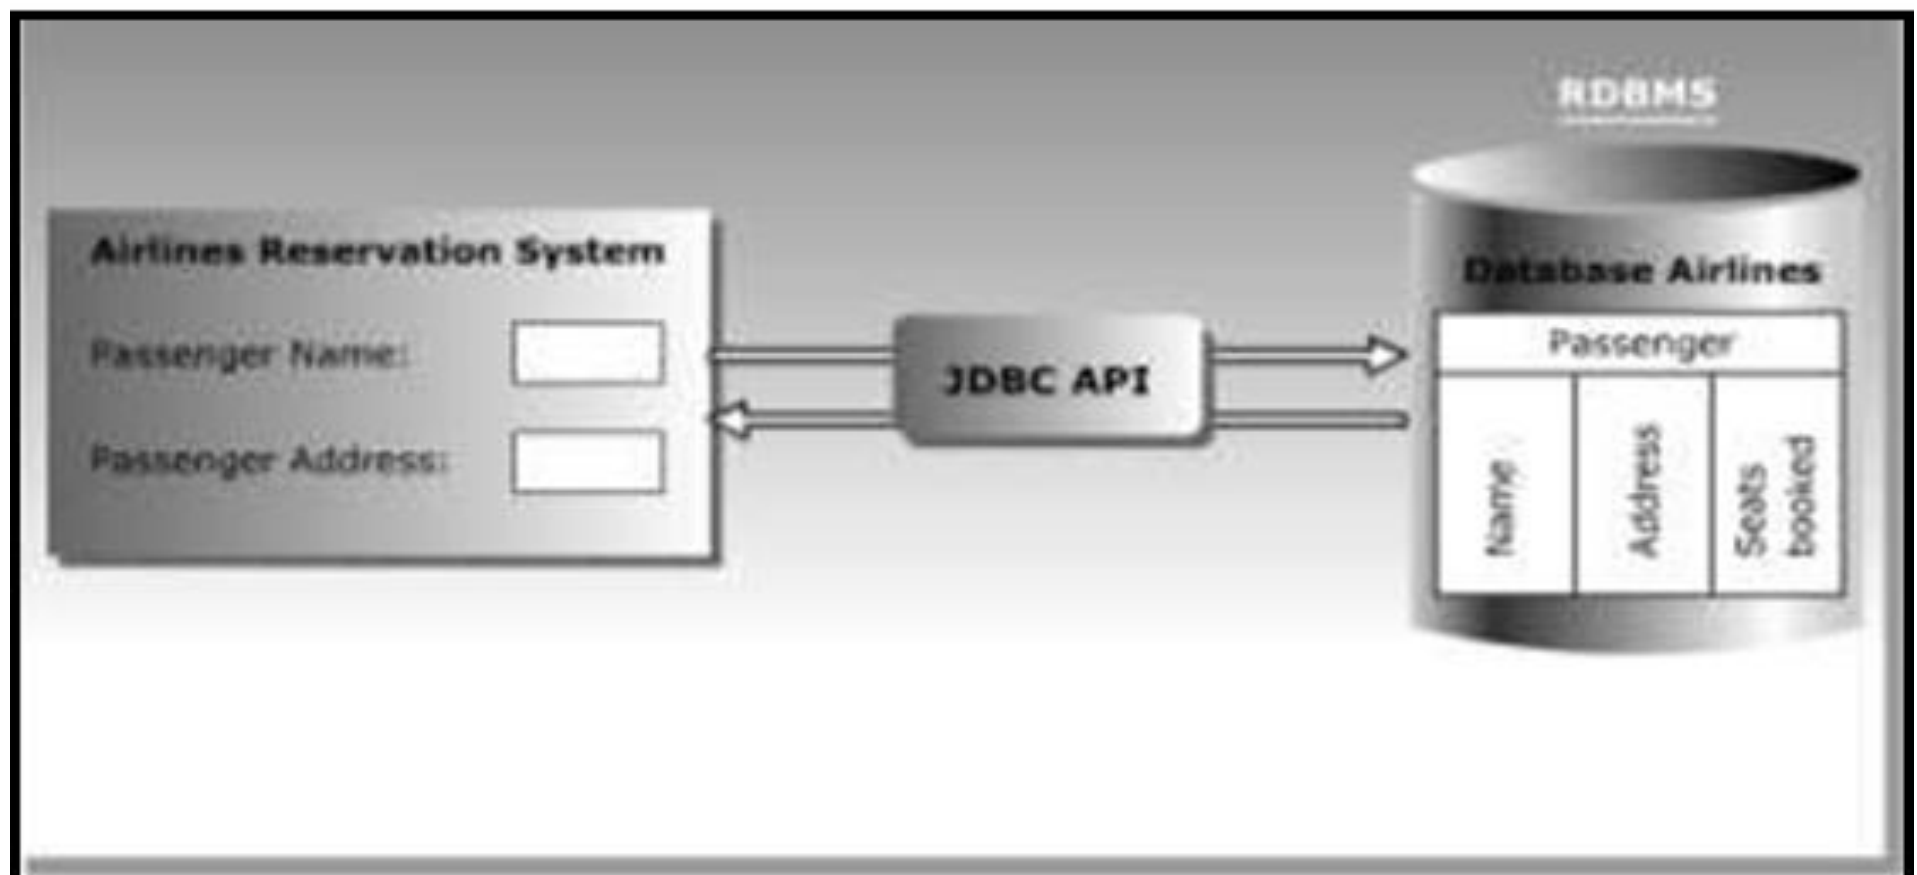 RDBMS
Airlines Reservation System
Passenger Name:
Passenger Address:
JDBC API
Database Airlines
Passenger
Name
Address
Seats
booked